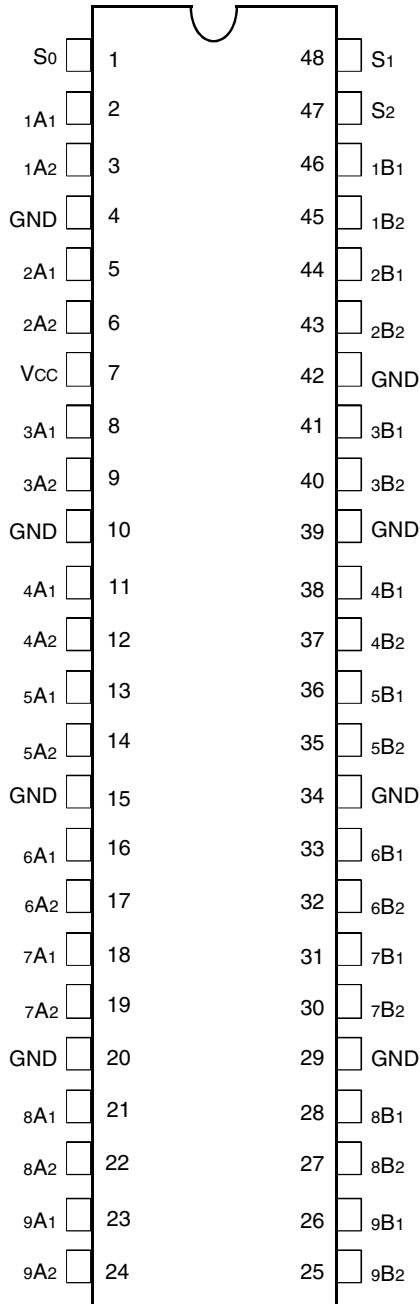 S0 1 48 S1
1A1 2 47 S2
1A2 3 46 1B1
GND 4 45 1B2
2A1 5 44 2B1
2A2 6 43 2B2
VCC 7 42 GND
3A1 8 41 3B1
3A2 9 40 3B2
GND 10 39 GND
4A1 11 38 4B1
4A2 12 37 4B2
5A1 13 36 5B1
5A2 14 35 5B2
GND 15 34 GND
6A1 16 33 6B1
6A2 17 32 6B2
7A1 18 31 7B1
7A2 19 30 7B2
GND 20 29 GND
8A1 21 28 8B1
8A2 22 27 8B2
9A1 23 26 9B1
9A2 24 25 9B2